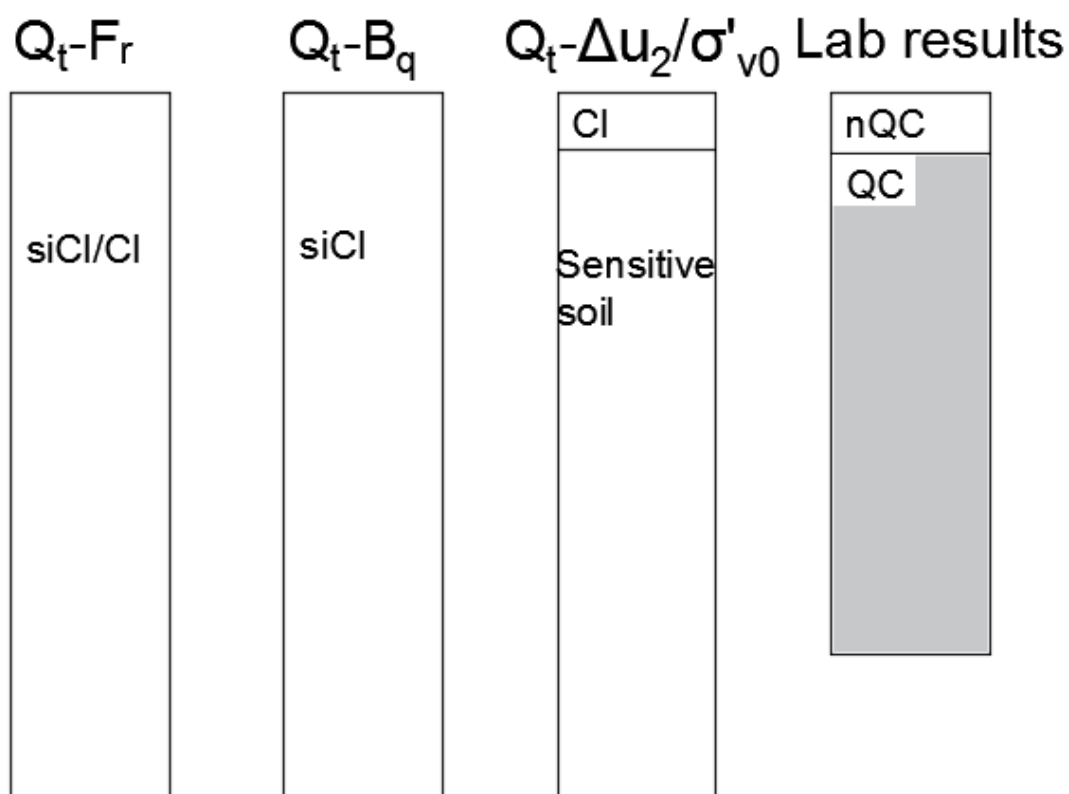 Qt-Fr
Qt-Bq
Qt-Δu2/σ'v0
Lab results
Cl
nQC
QC
siCl/Cl
siCl
Sensitive
soil